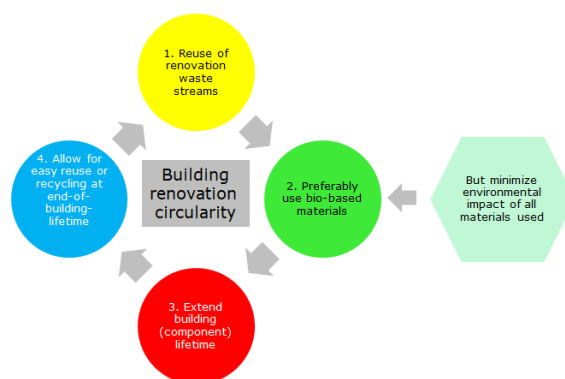 1. Reuse of
renovation
waste
streams
4. Allow for
easy reuse or
recycling at
end-of-
building-
lifetime
Building
renovation
circularity
2. Preferably
use bio-based
materials
But minimize
environmental
impact of all
materials used
3. Extend
building
(component)
lifetime